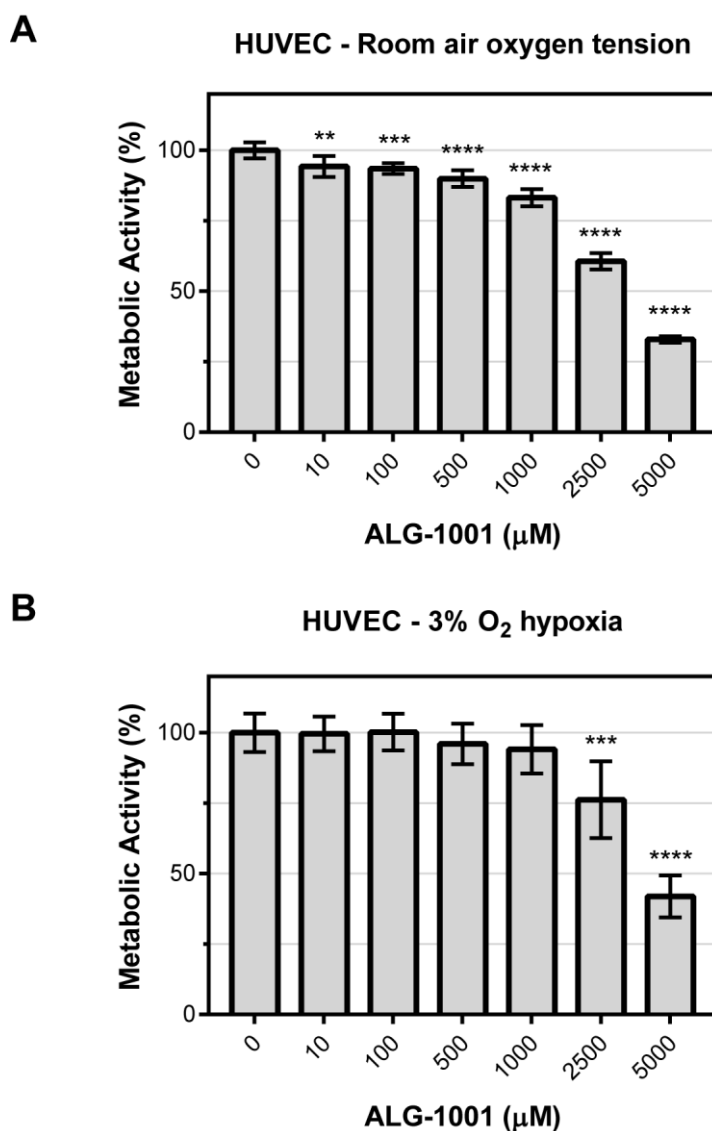 A
HUVEC - Room air oxygen tension
Metabolic Activity (%)
100
50
0
**
***
****
****
****
****
0 10 100 500 1000 2500 5000
ALG-1001 (μM)
B
HUVEC - 3% O₂ hypoxia
Metabolic Activity (%)
100
50
0
***
****
0 10 100 500 1000 2500 5000
ALG-1001 (μM)